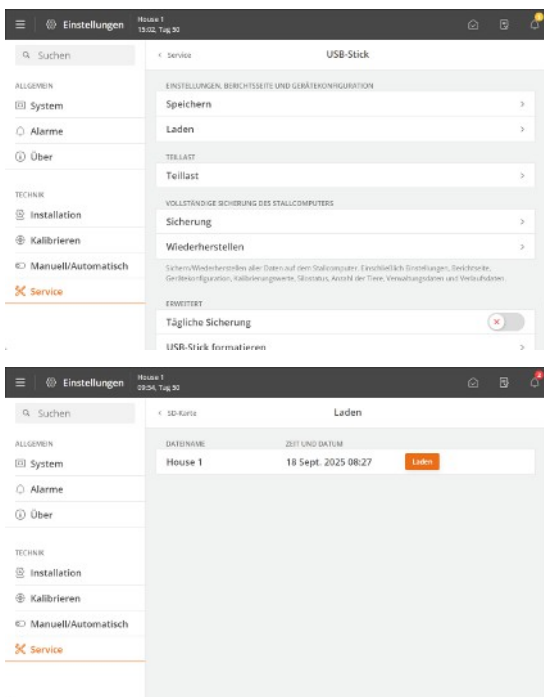 Einstellungen
House 1
15:02, Tag 50
Suchen
< Service
USB-Stick
ALLGEMEIN
System
Alarme
Über
TECHNIK
Installation
Kalibrieren
Manuell/Automatisch
Service
EINSTELLUNGEN, BERICHTSSEITE UND GERÄTEKONFIGURATION
Speichern
Laden
TEILLAST
Teillast
VOLLSTÄNDIGE SICHERUNG DES STALLCOMPUTERS
Sicherung
Wiederherstellen
Sichern/Wiederherstellen aller Daten auf dem Stallcomputer. Einschließlich Einstellungen, Berichtseite,
Gerätekonfiguration, Kalibrierungswerte, Silostatus, Anzahl der Tiere, Verwaltungsdaten und Verlaufsdaten.
ERWEITERT
Tägliche Sicherung
USB-Stick formatieren
Einstellungen
House 1
09:54, Tag 50
Suchen
< SD-Karte
Laden
ALLGEMEIN
System
Alarme
Über
TECHNIK
Installation
Kalibrieren
Manuell/Automatisch
Service
DATEINAME
ZEIT UND DATUM
House 1
18 Sept. 2025 08:27
Laden